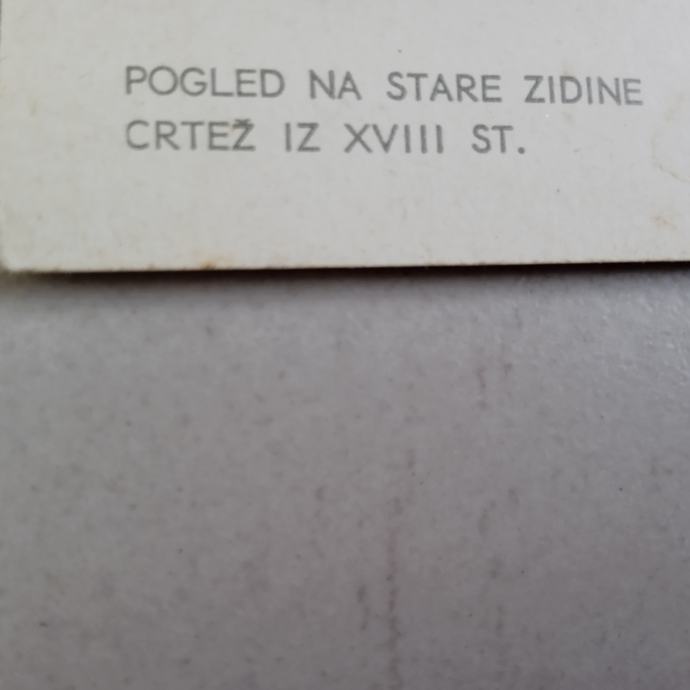 POGLED NA STARE ZIDINE
CRTEŽ IZ XVIII ST.